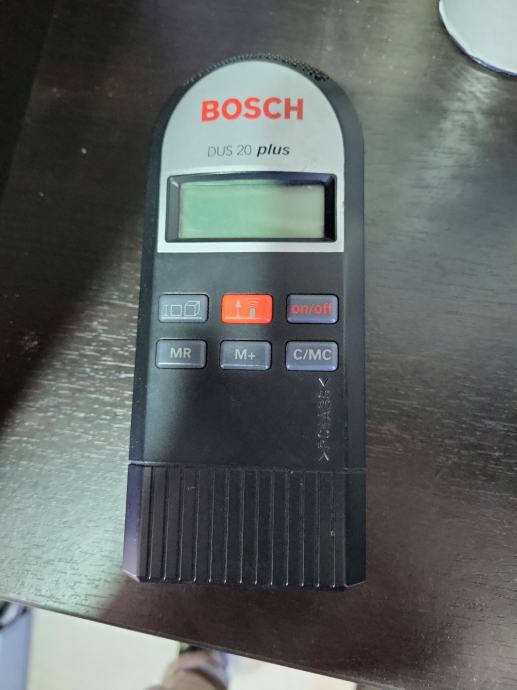 BOSCH
DUS 20 plus
on/off
MR M+ C/MC